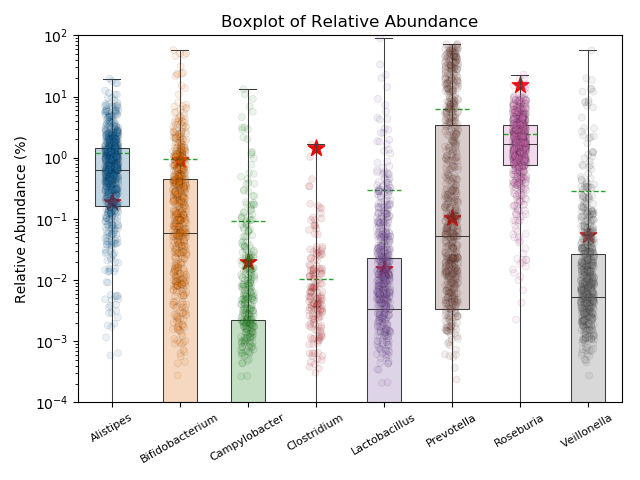 Boxplot of Relative Abundance
Relative Abundance (%)
10²
10¹
10⁰
10⁻¹
10⁻²
10⁻³
10⁻⁴
Alistipes
Bifidobacterium
Campylobacter
Clostridium
Lactobacillus
Prevotella
Roseburia
Veillonella